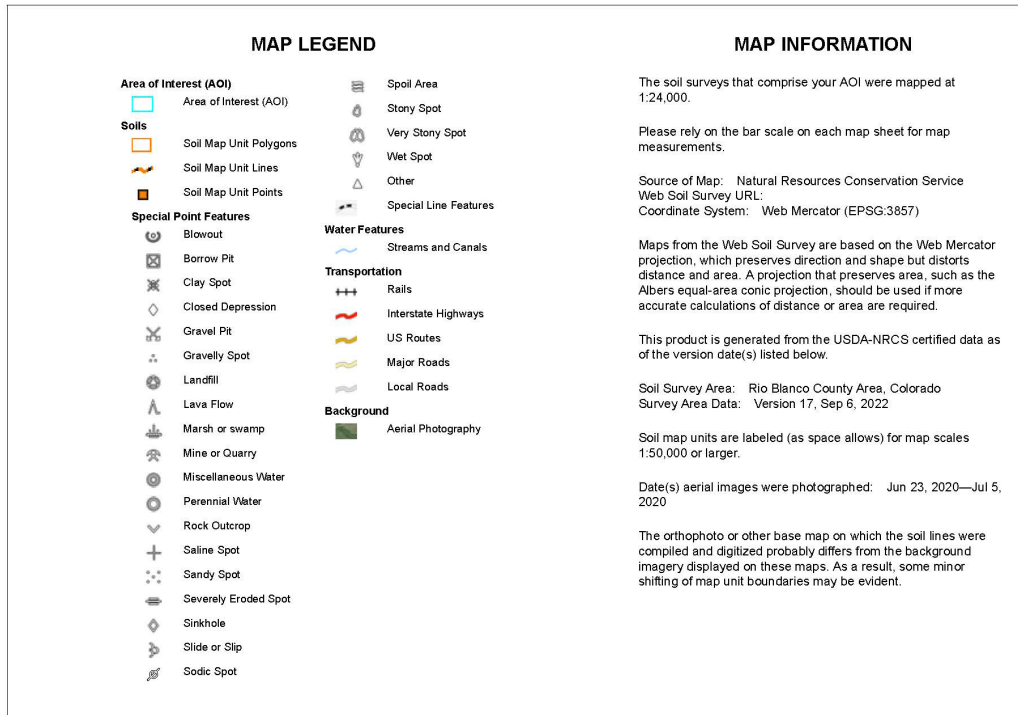 MAP LEGEND
Area of Interest (AOI)
Area of Interest (AOI)
Soils
Soil Map Unit Polygons
Soil Map Unit Lines
Soil Map Unit Points
Special Point Features
Blowout
Borrow Pit
Clay Spot
Closed Depression
Gravel Pit
Gravelly Spot
Landfill
Lava Flow
Marsh or swamp
Mine or Quarry
Miscellaneous Water
Perennial Water
Rock Outcrop
Saline Spot
Sandy Spot
Severely Eroded Spot
Sinkhole
Slide or Slip
Sodic Spot
Spoil Area
Stony Spot
Very Stony Spot
Wet Spot
Other
Special Line Features
Water Features
Streams and Canals
Transportation
Rails
Interstate Highways
US Routes
Major Roads
Local Roads
Background
Aerial Photography
MAP INFORMATION
The soil surveys that comprise your AOI were mapped at
1:24,000.
Please rely on the bar scale on each map sheet for map
measurements.
Source of Map: Natural Resources Conservation Service
Web Soil Survey URL:
Coordinate System: Web Mercator (EPSG:3857)
Maps from the Web Soil Survey are based on the Web Mercator
projection, which preserves direction and shape but distorts
distance and area. A projection that preserves area, such as the
Albers equal-area conic projection, should be used if more
accurate calculations of distance or area are required.
This product is generated from the USDA-NRCS certified data as
of the version date(s) listed below.
Soil Survey Area: Rio Blanco County Area, Colorado
Survey Area Data: Version 17, Sep 6, 2022
Soil map units are labeled (as space allows) for map scales
1:50,000 or larger.
Date(s) aerial images were photographed: Jun 23, 2020—Jul 5,
2020
The orthophoto or other base map on which the soil lines were
compiled and digitized probably differs from the background
imagery displayed on these maps. As a result, some minor
shifting of map unit boundaries may be evident.